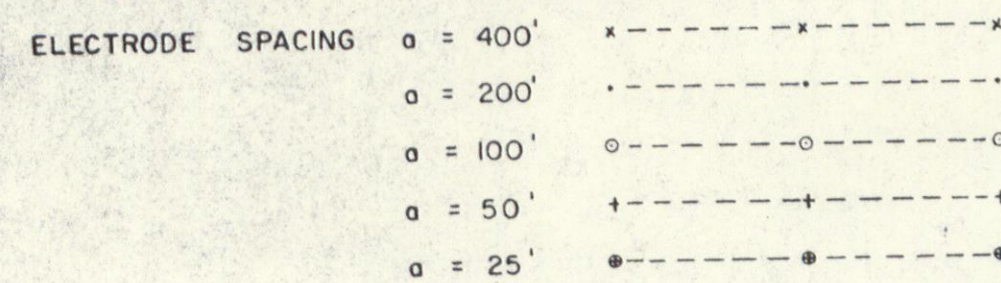 ELECTRODE SPACING a = 400'
a = 200'
a = 100'
a = 50'
a = 25'